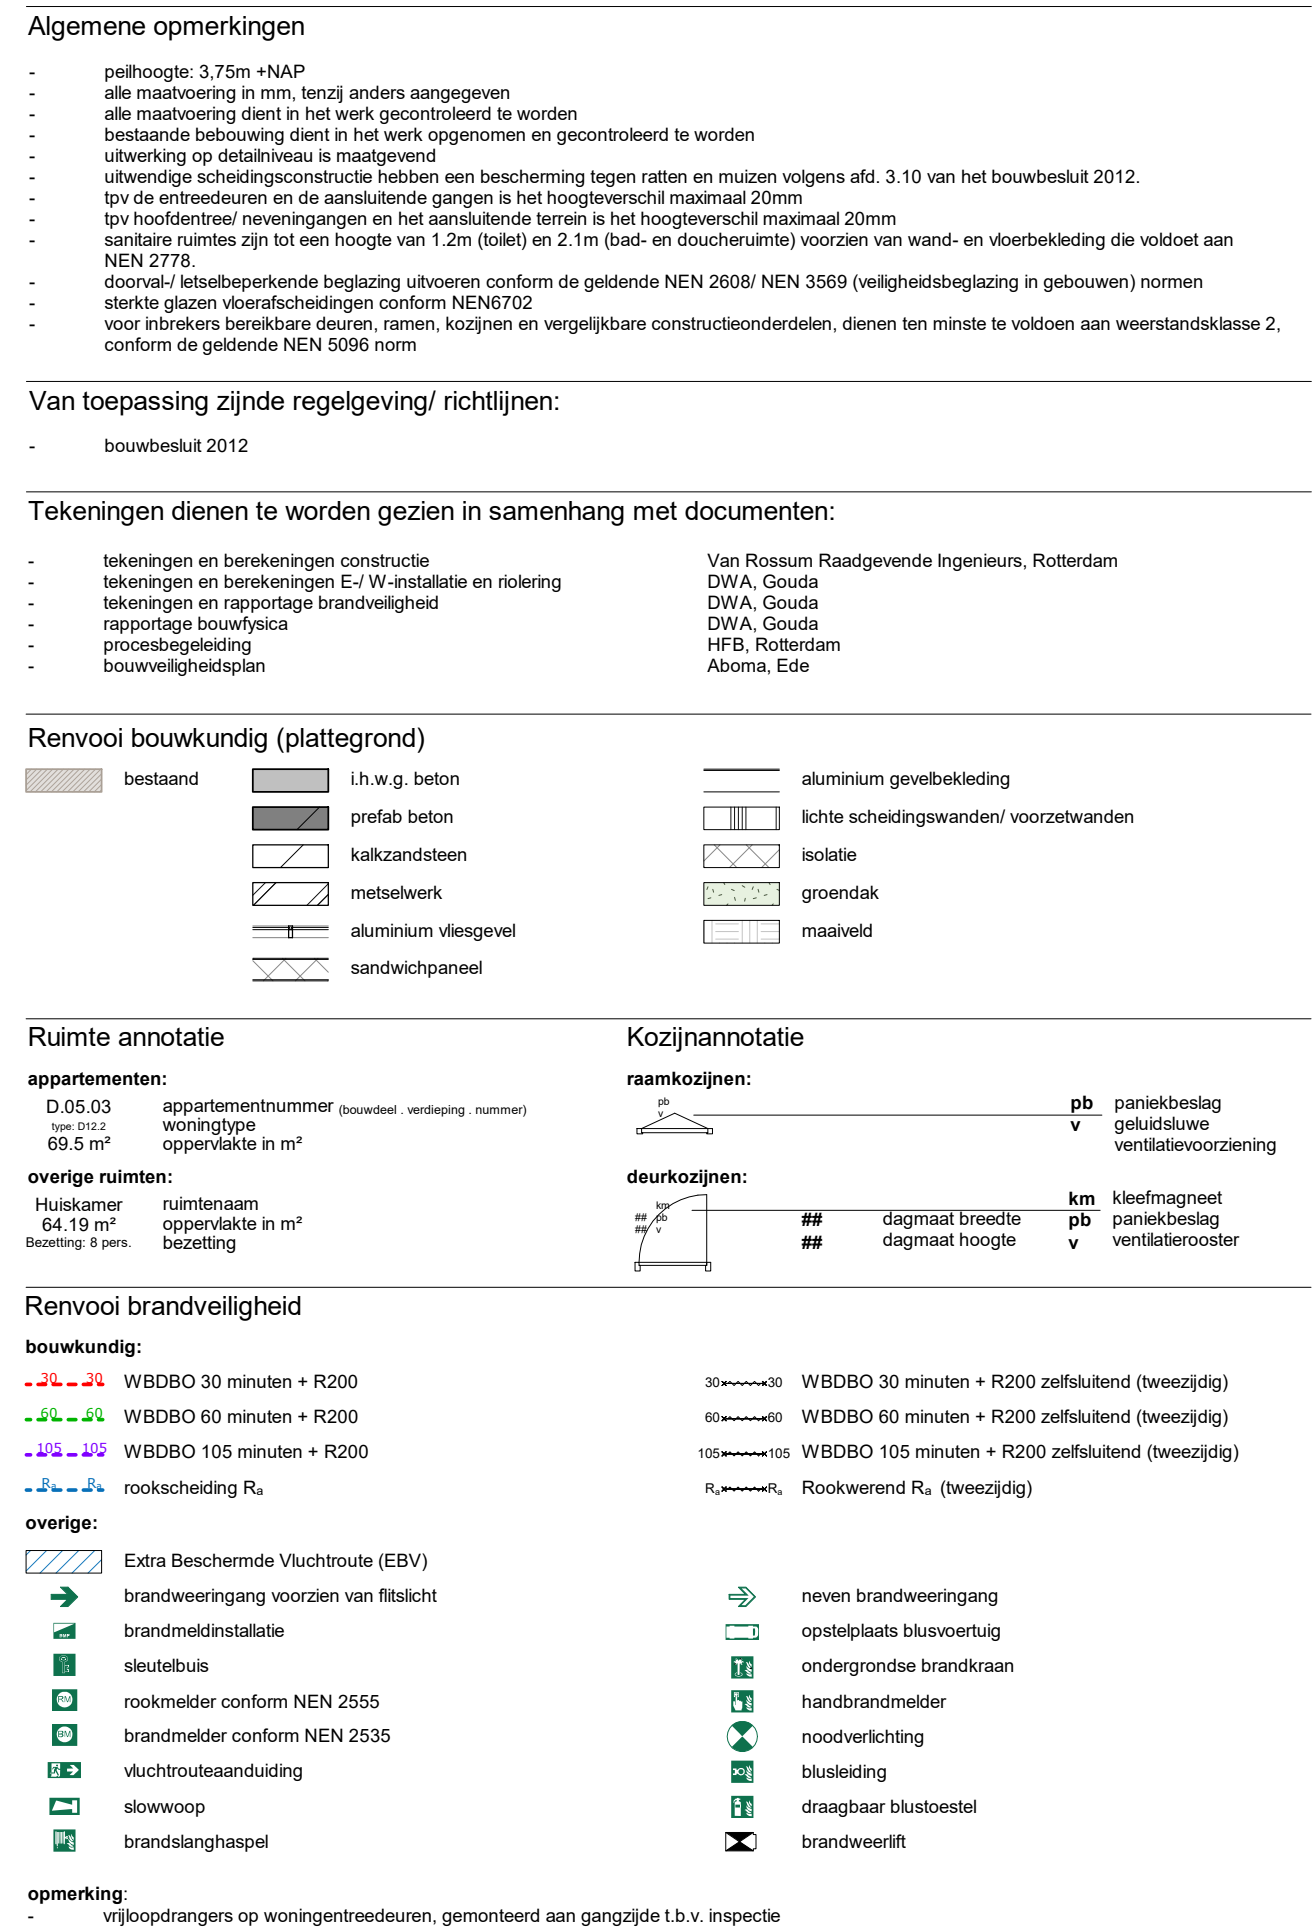 Algemene opmerkingen
- peilhoogte: 3,75m +NAP
- alle maatvoering in mm, tenzij anders aangegeven
- alle maatvoering dient in het werk gecontroleerd te worden
- bestaande bebouwing dient in het werk opgenomen en gecontroleerd te worden
- uitwerking op detailniveau is maatgevend
- uitwendige scheidingsconstructie hebben een bescherming tegen ratten en muizen volgens afd. 3.10 van het bouwbesluit 2012.
- tpv de entreedeuren en de aansluitende gangen is het hoogteverschil maximaal 20mm
- tpv hoofdentree/ neveningangen en het aansluitende terrein is het hoogteverschil maximaal 20mm
- sanitaire ruimtes zijn tot een hoogte van 1.2m (toilet) en 2.1m (bad- en doucheruimte) voorzien van wand- en vloerbekleding die voldoet aan
NEN 2778.
- doorval-/ letselbeperkende beglazing uitvoeren conform de geldende NEN 2608/ NEN 3569 (veiligheidsbeglazing in gebouwen) normen
- sterkte glazen vloerafscheidingen conform NEN6702
- voor inbrekers bereikbare deuren, ramen, kozijnen en vergelijkbare constructieonderdelen, dienen ten minste te voldoen aan weerstandsklasse 2,
conform de geldende NEN 5096 norm
Van toepassing zijnde regelgeving/ richtlijnen:
- bouwbesluit 2012
Tekeningen dienen te worden gezien in samenhang met documenten:
- tekeningen en berekeningen constructie Van Rossum Raadgevende Ingenieurs, Rotterdam
- tekeningen en berekeningen E-/ W-installatie en riolering DWA, Gouda
- tekeningen en rapportage brandveiligheid DWA, Gouda
- rapportage bouwfysica DWA, Gouda
- procesbegeleiding HFB, Rotterdam
- bouwveiligheidsplan Aboma, Ede
Renvooi bouwkundig (plattegrond)
bestaand i.h.w.g. beton aluminium gevelbekleding
prefab beton lichte scheidingswanden/ voorzetwanden
kalkzandsteen isolatie
metselwerk groendak
aluminium vliesgevel maaiveld
sandwichpaneel
Ruimte annotatie
appartementen:
D.05.03 appartementnummer (bouwdeel . verdieping . nummer)
type: D12.2 woningtype
69.5 m² oppervlakte in m²
overige ruimten:
Huiskamer ruimtenaam
64.19 m² oppervlakte in m²
Bezetting: 8 pers. bezetting
Kozijnannotatie
raamkozijnen:
pb pb paniekbeslag
v v geluidsluwe
ventilatievoorziening
deurkozijnen:
km km kleefmagneet
## pb ## dagmaat breedte pb paniekbeslag
## v ## dagmaat hoogte v ventilatierooster
Renvooi brandveiligheid
bouwkundig:
30 30 WBDBO 30 minuten + R200 30 30 WBDBO 30 minuten + R200 zelfsluitend (tweezijdig)
60 60 WBDBO 60 minuten + R200 60 60 WBDBO 60 minuten + R200 zelfsluitend (tweezijdig)
105 105 WBDBO 105 minuten + R200 105 105 WBDBO 105 minuten + R200 zelfsluitend (tweezijdig)
Rₐ Rₐ rookscheiding Rₐ Rₐ Rₐ Rookwerend Rₐ (tweezijdig)
overige:
Extra Beschermde Vluchtroute (EBV)
brandweeringang voorzien van flitslicht neven brandweeringang
BMP brandmeldinstallatie opstelplaats blusvoertuig
sleutelbuis ondergrondse brandkraan
RM rookmelder conform NEN 2555 handbrandmelder
BM brandmelder conform NEN 2535 noodverlichting
vluchtrouteaanduiding blusleiding
slowwoop draagbaar blustoestel
brandslanghaspel brandweerlift
opmerking:
- vrijloopdrangers op woningentreedeuren, gemonteerd aan gangzijde t.b.v. inspectie